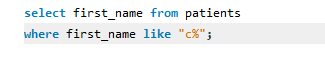 select first_name from patients
where first_name like "c%";